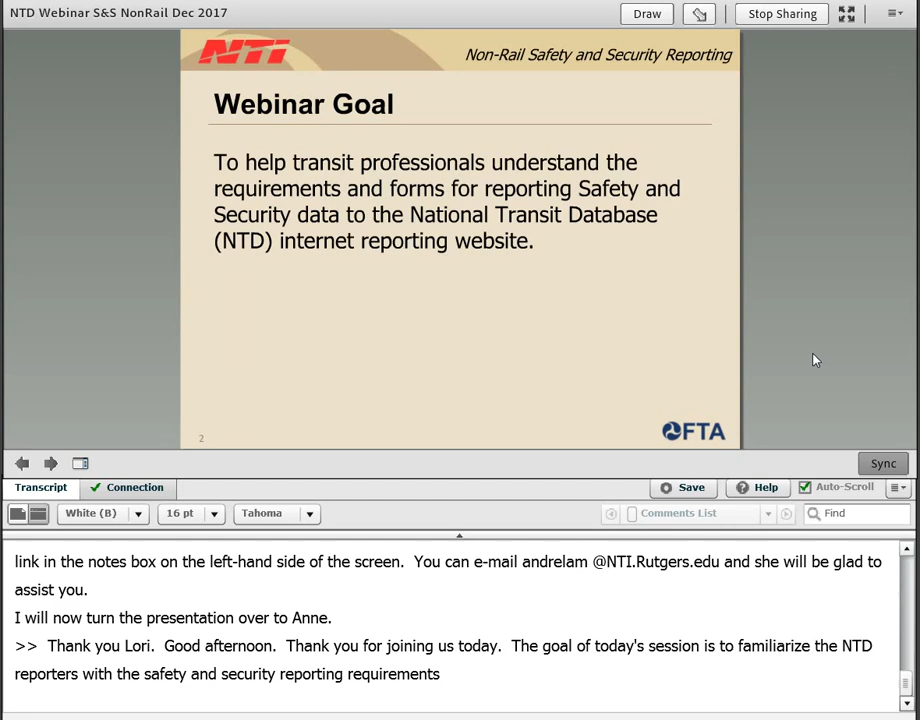 NTD Webinar S&S NonRail Dec 2017
Draw
Stop Sharing
NTI
Non-Rail Safety and Security Reporting
Webinar Goal
To help transit professionals understand the
requirements and forms for reporting Safety and
Security data to the National Transit Database
(NTD) internet reporting website.
2
FTA
Sync
Transcript
Connection
Save
Help
Auto-Scroll
White (B)
16 pt
Tahoma
Comments List
Find
link in the notes box on the left-hand side of the screen.  You can e-mail andrelam @NTI.Rutgers.edu and she will be glad to
assist you.
I will now turn the presentation over to Anne.
>>  Thank you Lori.  Good afternoon.  Thank you for joining us today.  The goal of today's session is to familiarize the NTD
reporters with the safety and security reporting requirements